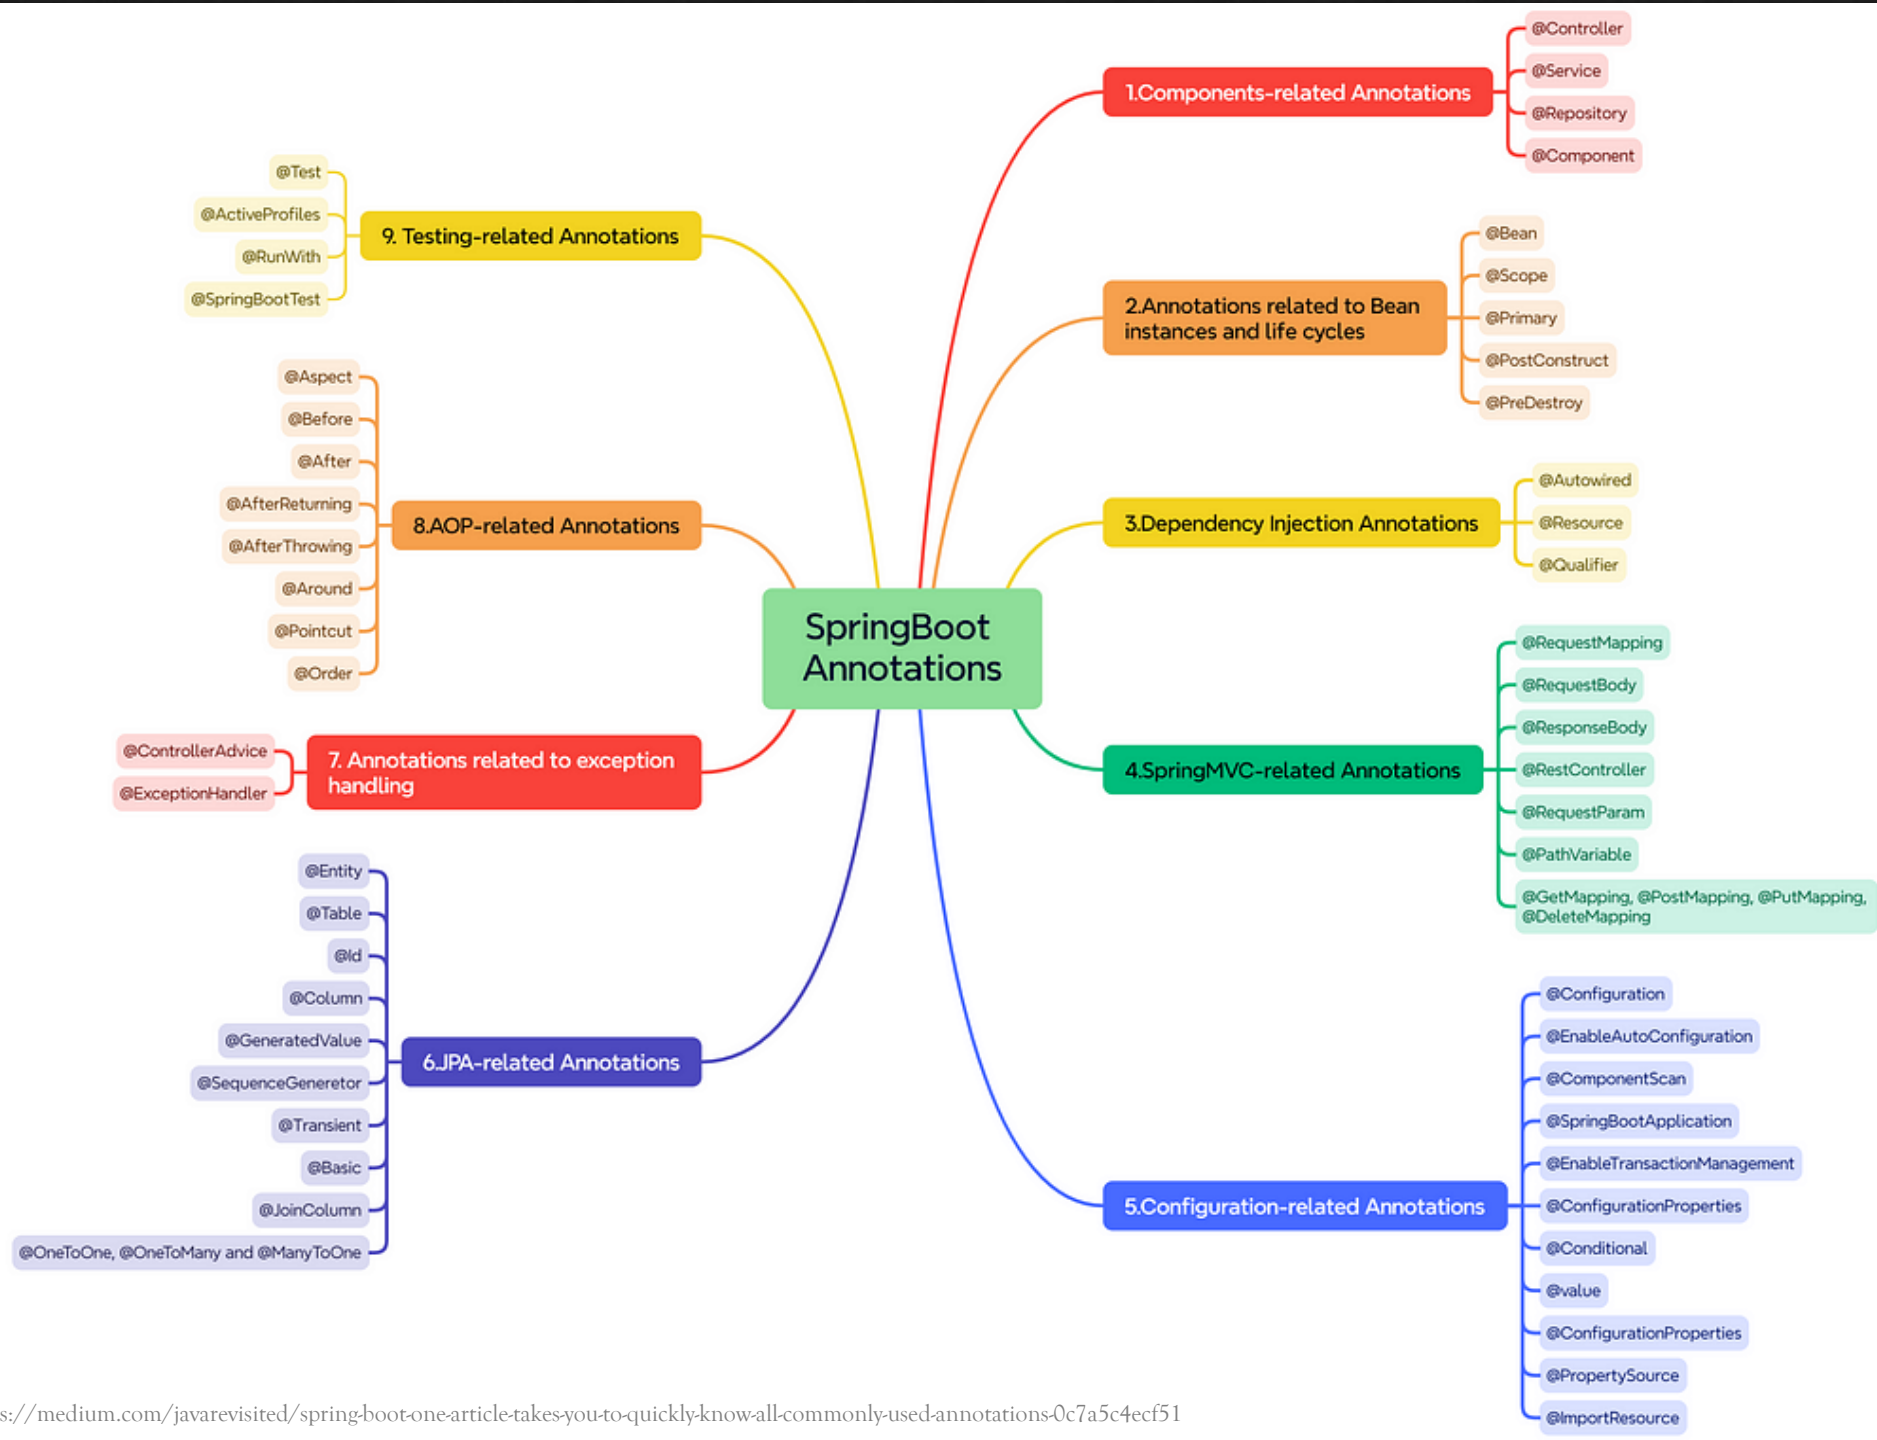 SpringBoot
Annotations
1.Components-related Annotations
@Controller
@Service
@Repository
@Component
2.Annotations related to Bean
instances and life cycles
@Bean
@Scope
@Primary
@PostConstruct
@PreDestroy
3.Dependency Injection Annotations
@Autowired
@Resource
@Qualifier
4.SpringMVC-related Annotations
@RequestMapping
@RequestBody
@ResponseBody
@RestController
@RequestParam
@PathVariable
@GetMapping, @PostMapping, @PutMapping,
@DeleteMapping
5.Configuration-related Annotations
@Configuration
@EnableAutoConfiguration
@ComponentScan
@SpringBootApplication
@EnableTransactionManagement
@ConfigurationProperties
@Conditional
@value
@ConfigurationProperties
@PropertySource
@ImportResource
6.JPA-related Annotations
@Entity
@Table
@Id
@Column
@GeneratedValue
@SequenceGeneretor
@Transient
@Basic
@JoinColumn
@OneToOne, @OneToMany and @ManyToOne
7. Annotations related to exception
handling
@ControllerAdvice
@ExceptionHandler
8.AOP-related Annotations
@Aspect
@Before
@After
@AfterReturning
@AfterThrowing
@Around
@Pointcut
@Order
9. Testing-related Annotations
@Test
@ActiveProfiles
@RunWith
@SpringBootTest
s://medium.com/javarevisited/spring-boot-one-article-takes-you-to-quickly-know-all-commonly-used-annotations-0c7a5c4ecf51